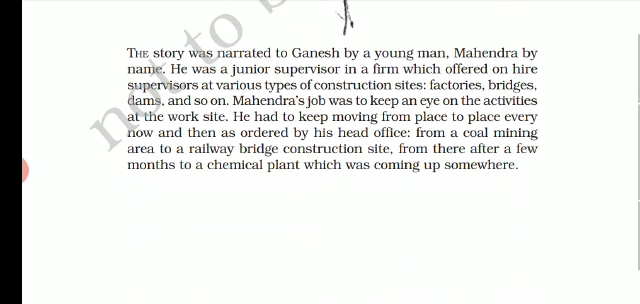 not to b
THE story was narrated to Ganesh by a young man, Mahendra by
name. He was a junior supervisor in a firm which offered on hire
supervisors at various types of construction sites: factories, bridges,
dams, and so on. Mahendra's job was to keep an eye on the activities
at the work site. He had to keep moving from place to place every
now and then as ordered by his head office: from a coal mining
area to a railway bridge construction site, from there after a few
months to a chemical plant which was coming up somewhere.